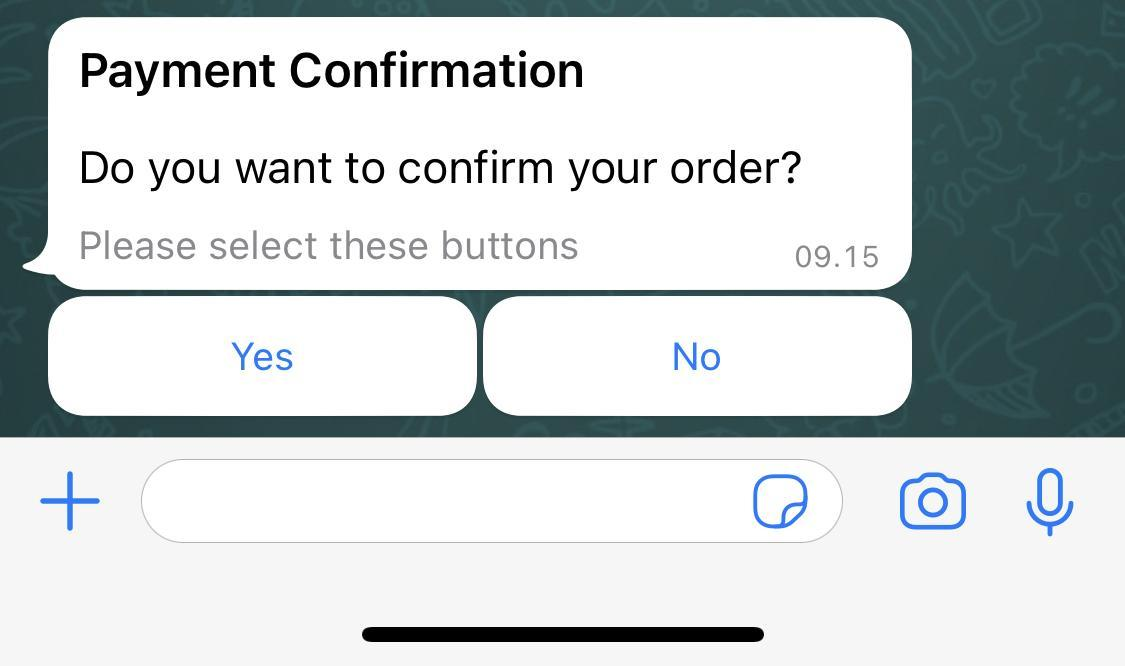 Payment Confirmation
Do you want to confirm your order?
Please select these buttons
09.15
Yes
No